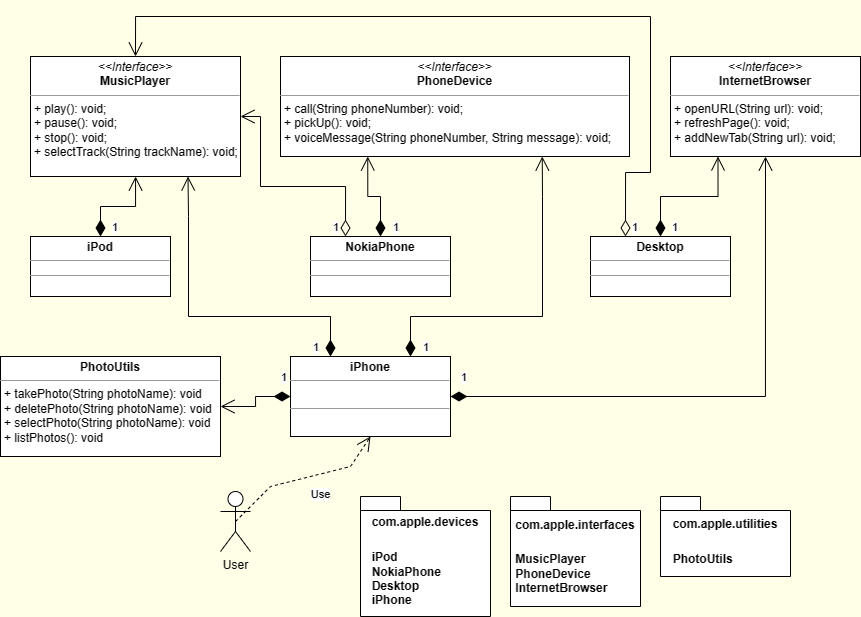 <<Interface>>
MusicPlayer
+ play(): void;
+ pause(): void;
+ stop(): void;
+ selectTrack(String trackName): void;
<<Interface>>
PhoneDevice
+ call(String phoneNumber): void;
+ pickUp(): void;
+ voiceMessage(String phoneNumber, String message): void;
<<Interface>>
InternetBrowser
+ openURL(String url): void;
+ refreshPage(): void;
+ addNewTab(String url): void;
1
iPod
1
1
NokiaPhone
1
1
Desktop
1
1
PhotoUtils
+ takePhoto(String photoName): void
+ deletePhoto(String photoName): void
+ selectPhoto(String photoName): void
+ listPhotos(): void
1
iPhone
1
Use
User
com.apple.devices
iPod
NokiaPhone
Desktop
iPhone
com.apple.interfaces
MusicPlayer
PhoneDevice
InternetBrowser
com.apple.utilities
PhotoUtils